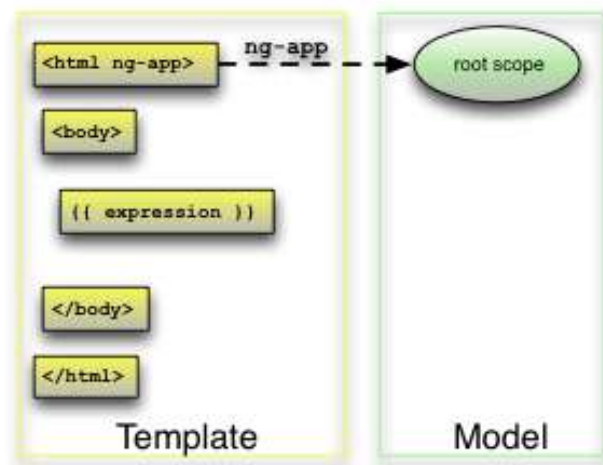 <html ng-app>
ng-app
root scope
<body>
{{ expression }}
</body>
</html>
Template
Model